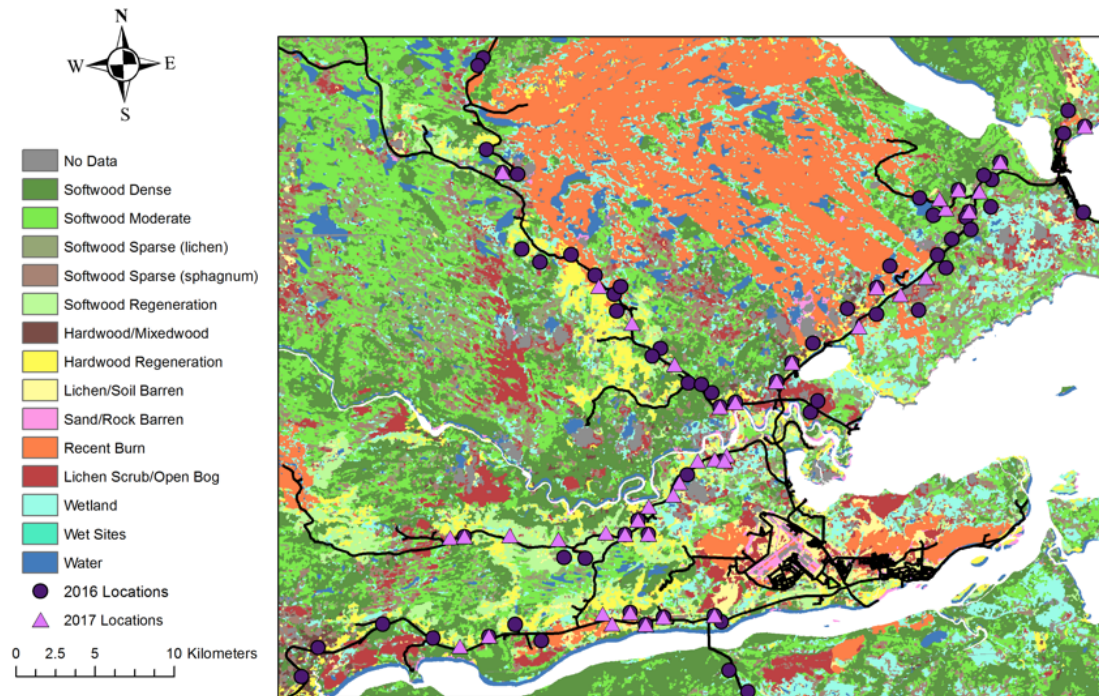 N
W E
S
No Data
Softwood Dense
Softwood Moderate
Softwood Sparse (lichen)
Softwood Sparse (sphagnum)
Softwood Regeneration
Hardwood/Mixedwood
Hardwood Regeneration
Lichen/Soil Barren
Sand/Rock Barren
Recent Burn
Lichen Scrub/Open Bog
Wetland
Wet Sites
Water
2016 Locations
2017 Locations
0 2.5 5 10 Kilometers